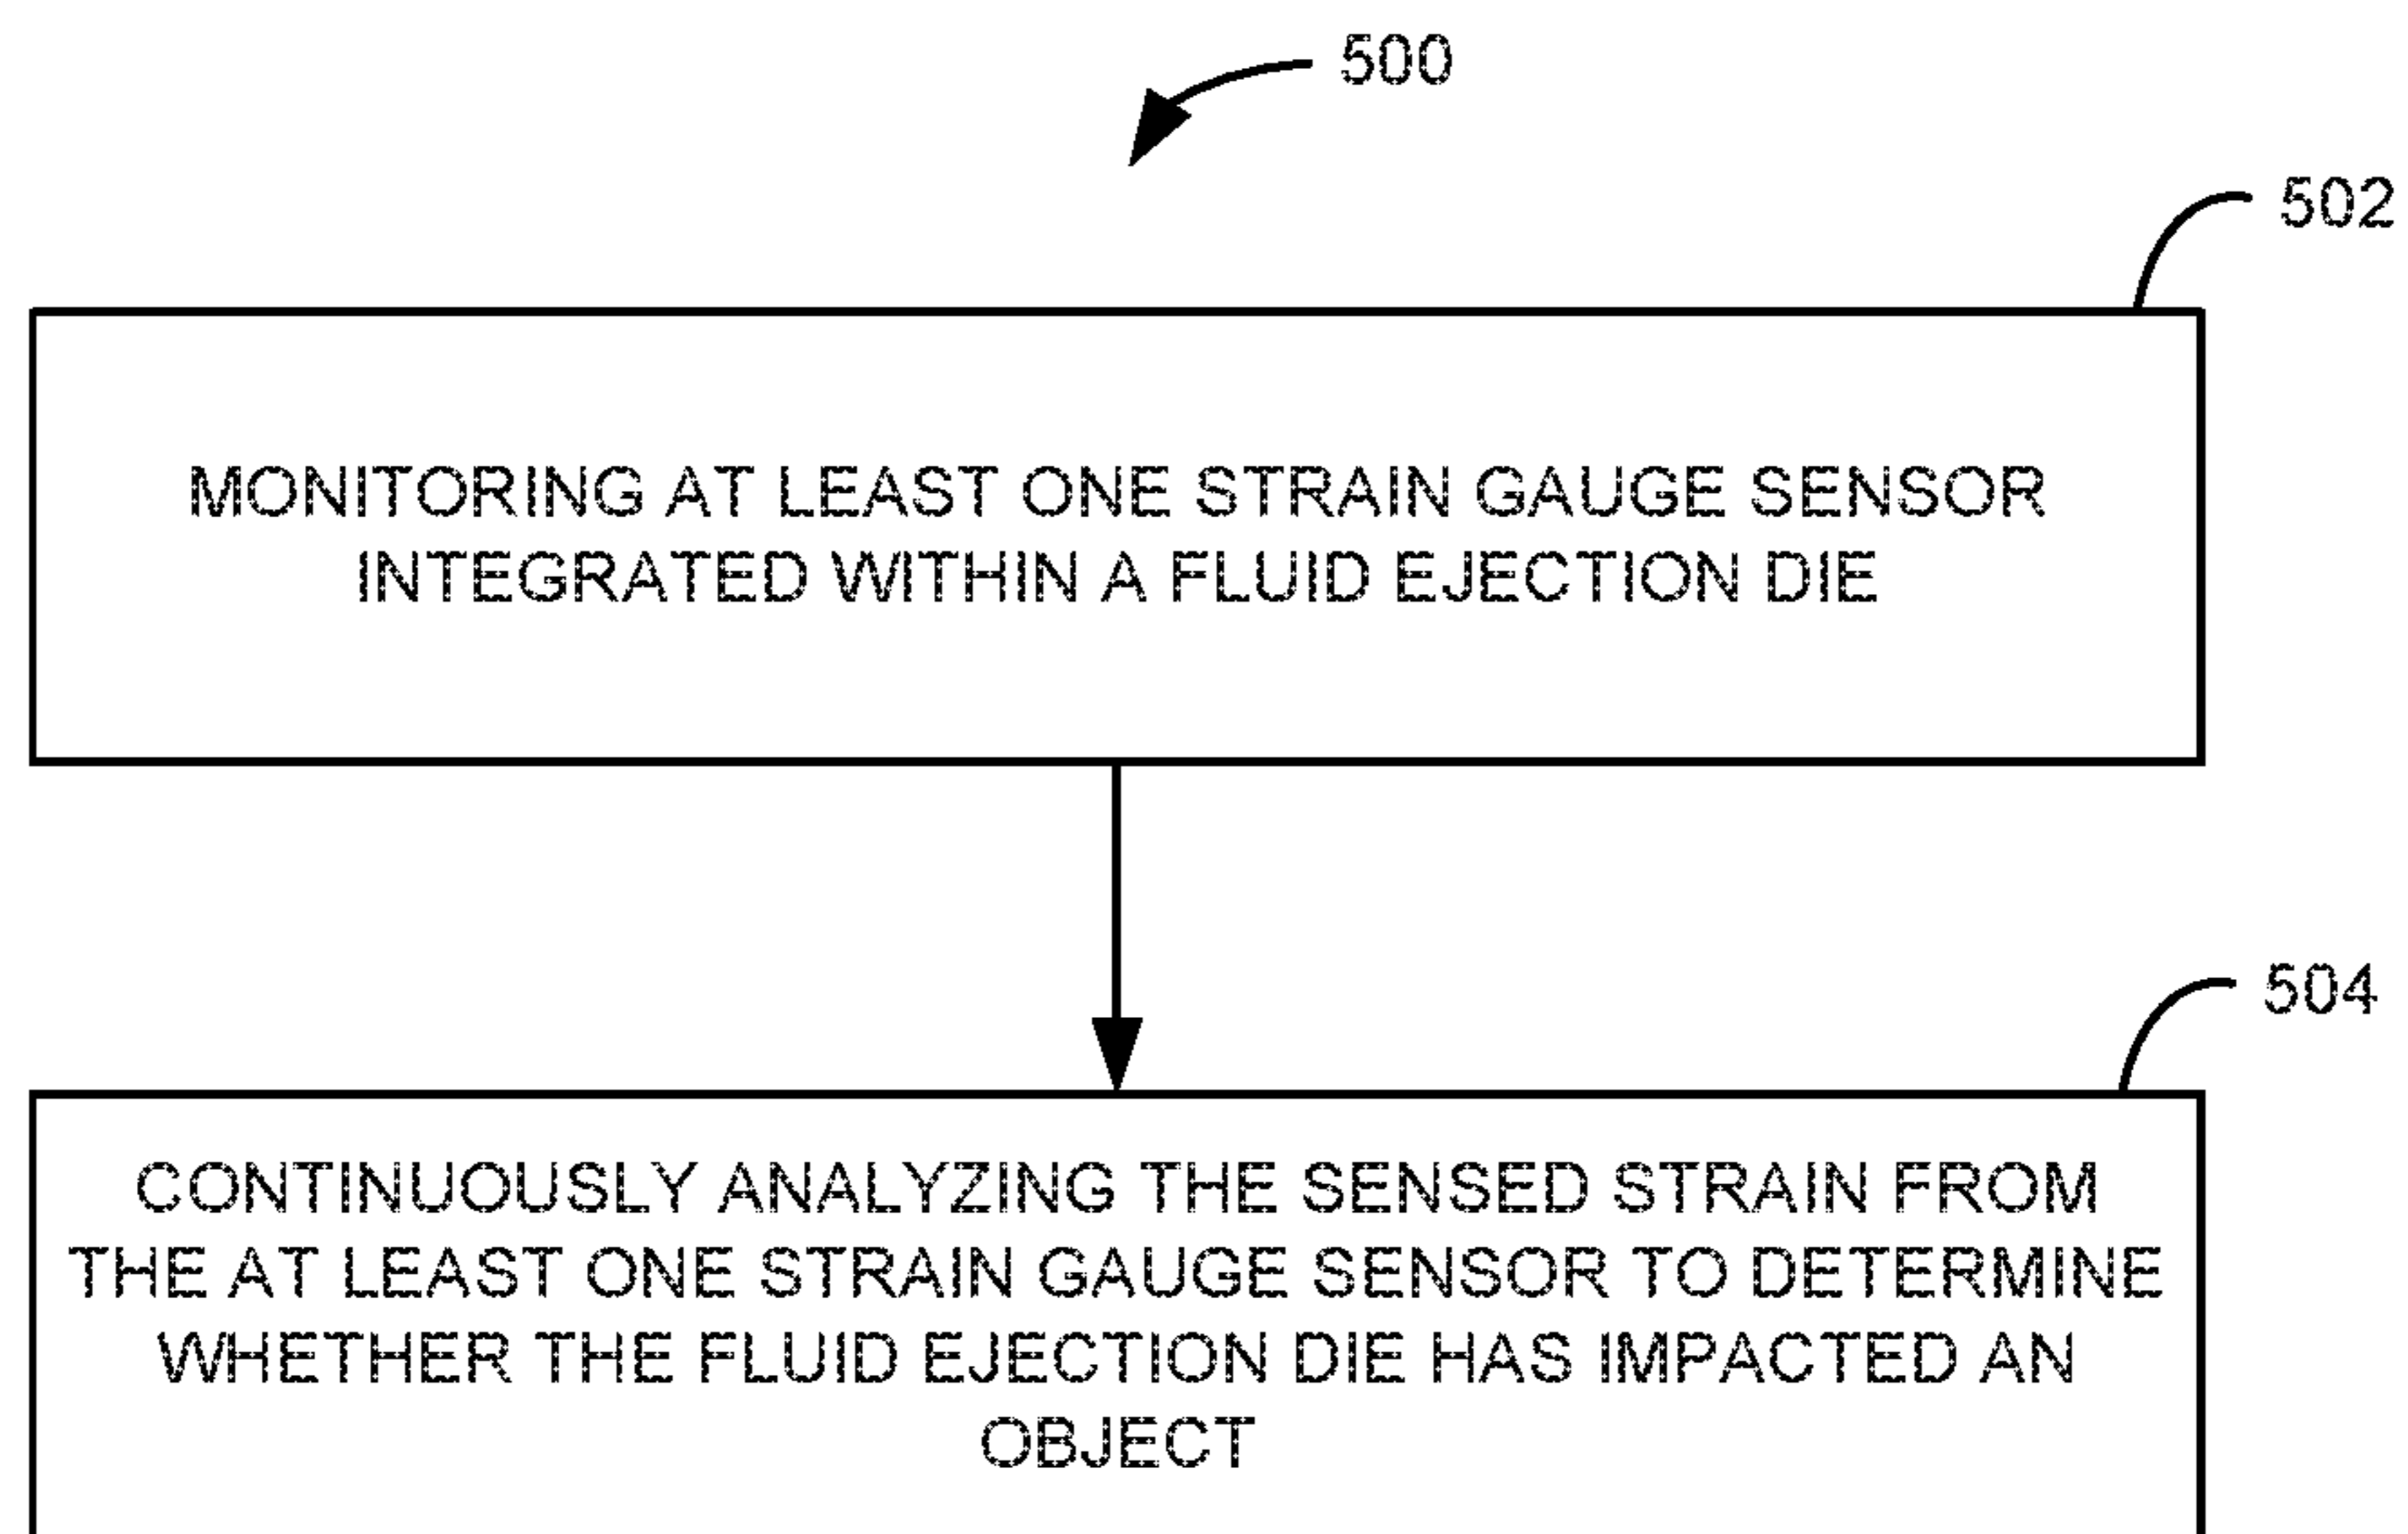 500
502
MONITORING AT LEAST ONE STRAIN GAUGE SENSOR
INTEGRATED WITHIN A FLUID EJECTION DIE
504
CONTINUOUSLY ANALYZING THE SENSED STRAIN FROM
THE AT LEAST ONE STRAIN GAUGE SENSOR TO DETERMINE
WHETHER THE FLUID EJECTION DIE HAS IMPACTED AN
OBJECT